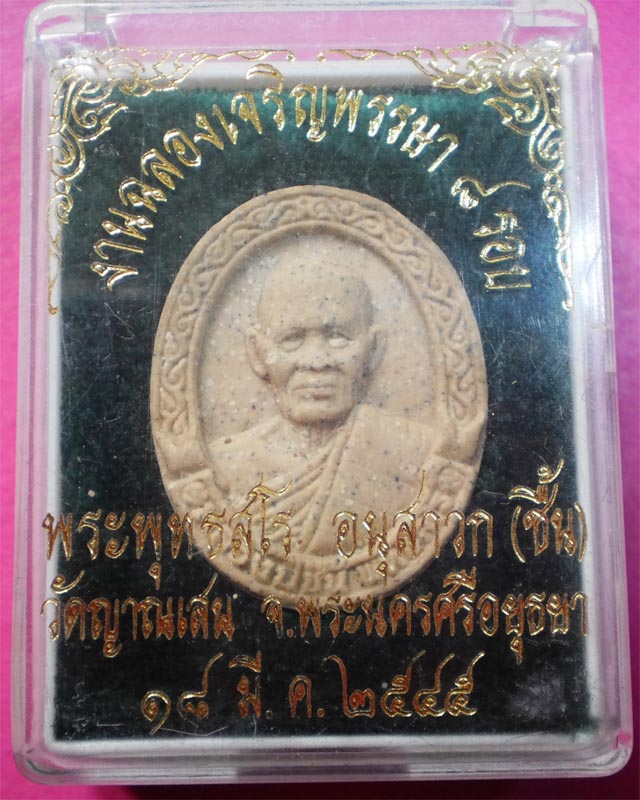 งานฉลองเจริญพรรษา ๘ รอบ
พระพุทธสโร อนุสาวก (ชื้น)
วัดญาณเสน จ.พระนครศรีอยุธยา
๑๘ มี. ค. ๒๕๔๕